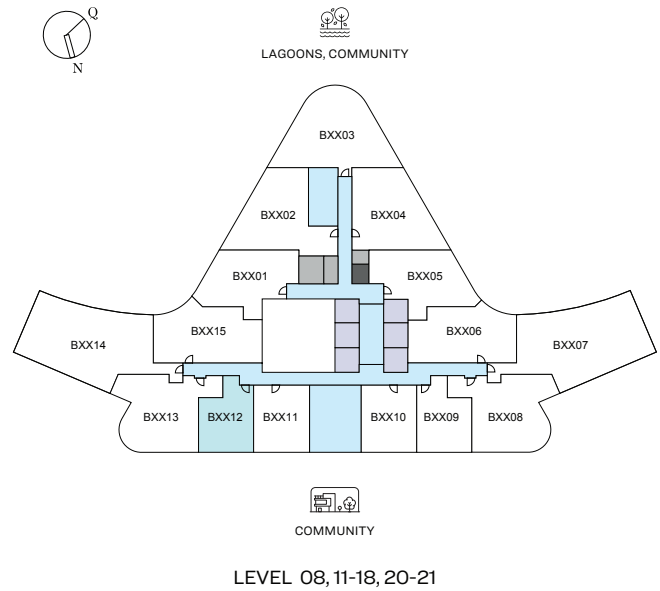 Q
N
LAGOONS, COMMUNITY
BXX03
BXX02
BXX04
BXX01
BXX05
BXX14
BXX15
BXX06
BXX07
BXX13
BXX12
BXX11
BXX10
BXX09
BXX08
COMMUNITY
LEVEL 08, 11-18, 20-21